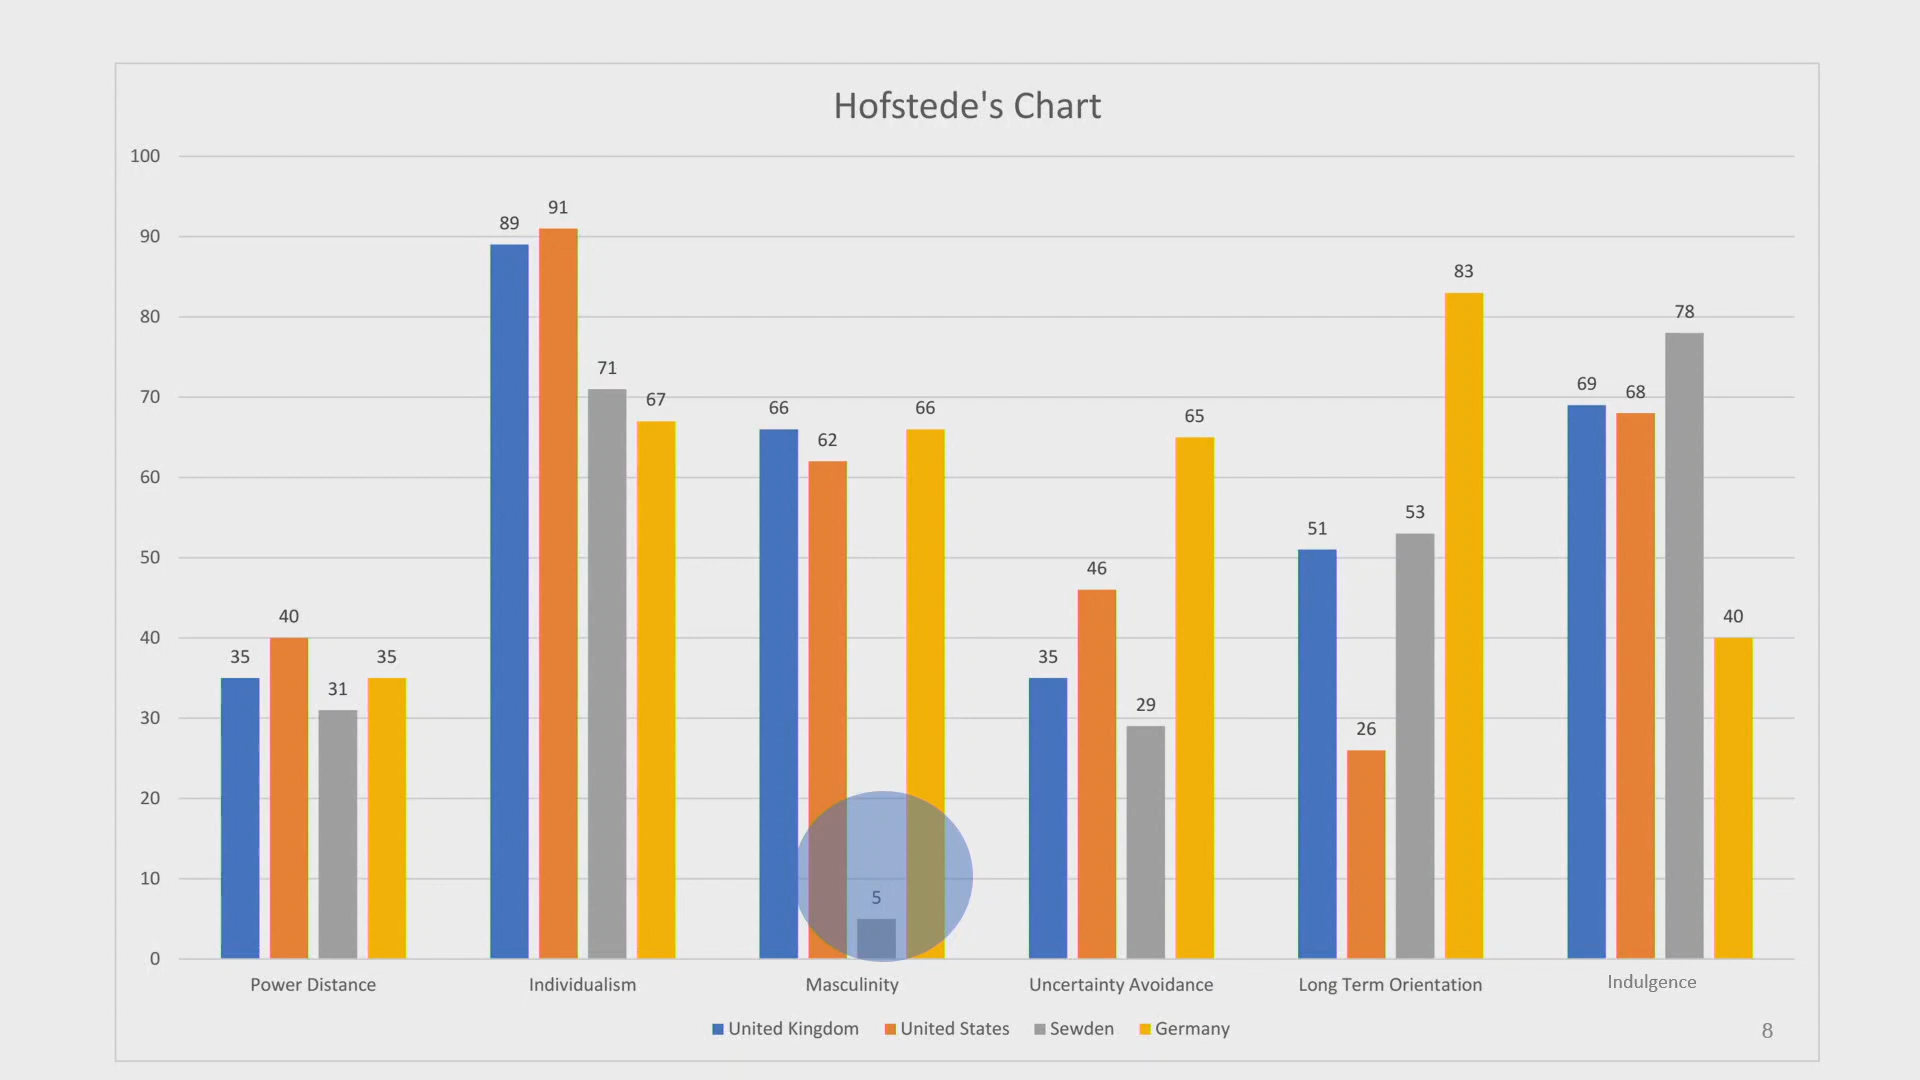 Hofstede's Chart
100
90
80
70
60
50
40
30
20
10
0
35 40 31 35
89 91 71 67
66 62 5 66
35 46 29 65
51 26 53 83
69 68 78 40
Power Distance Individualism Masculinity Uncertainty Avoidance Long Term Orientation Indulgence
United Kingdom United States Sewden Germany
8